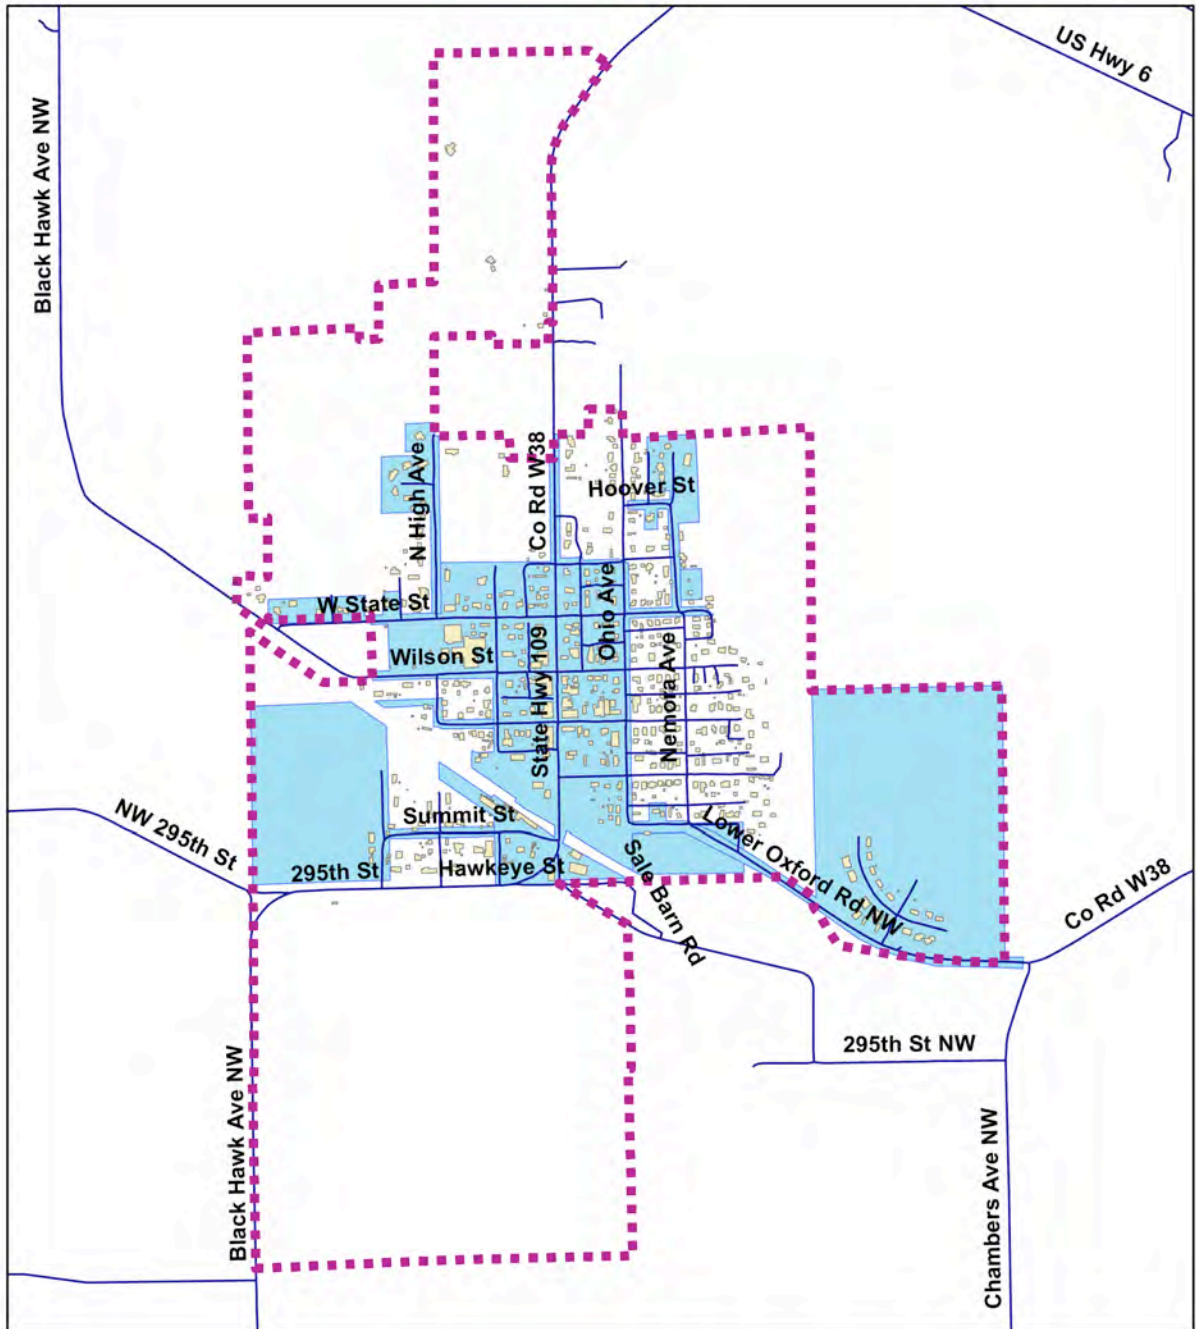 US Hwy 6
Black Hawk Ave NW
N High Ave
Co Rd W38
Hoover St
W State St
Ohio Ave
Wilson St
State Hwy 109
Nemora Ave
Summit St
NW 295th St
295th St
Hawkeye St
Sale Barn Rd
Lower Oxford Rd NW
Co Rd W38
295th St NW
Black Hawk Ave NW
Chambers Ave NW